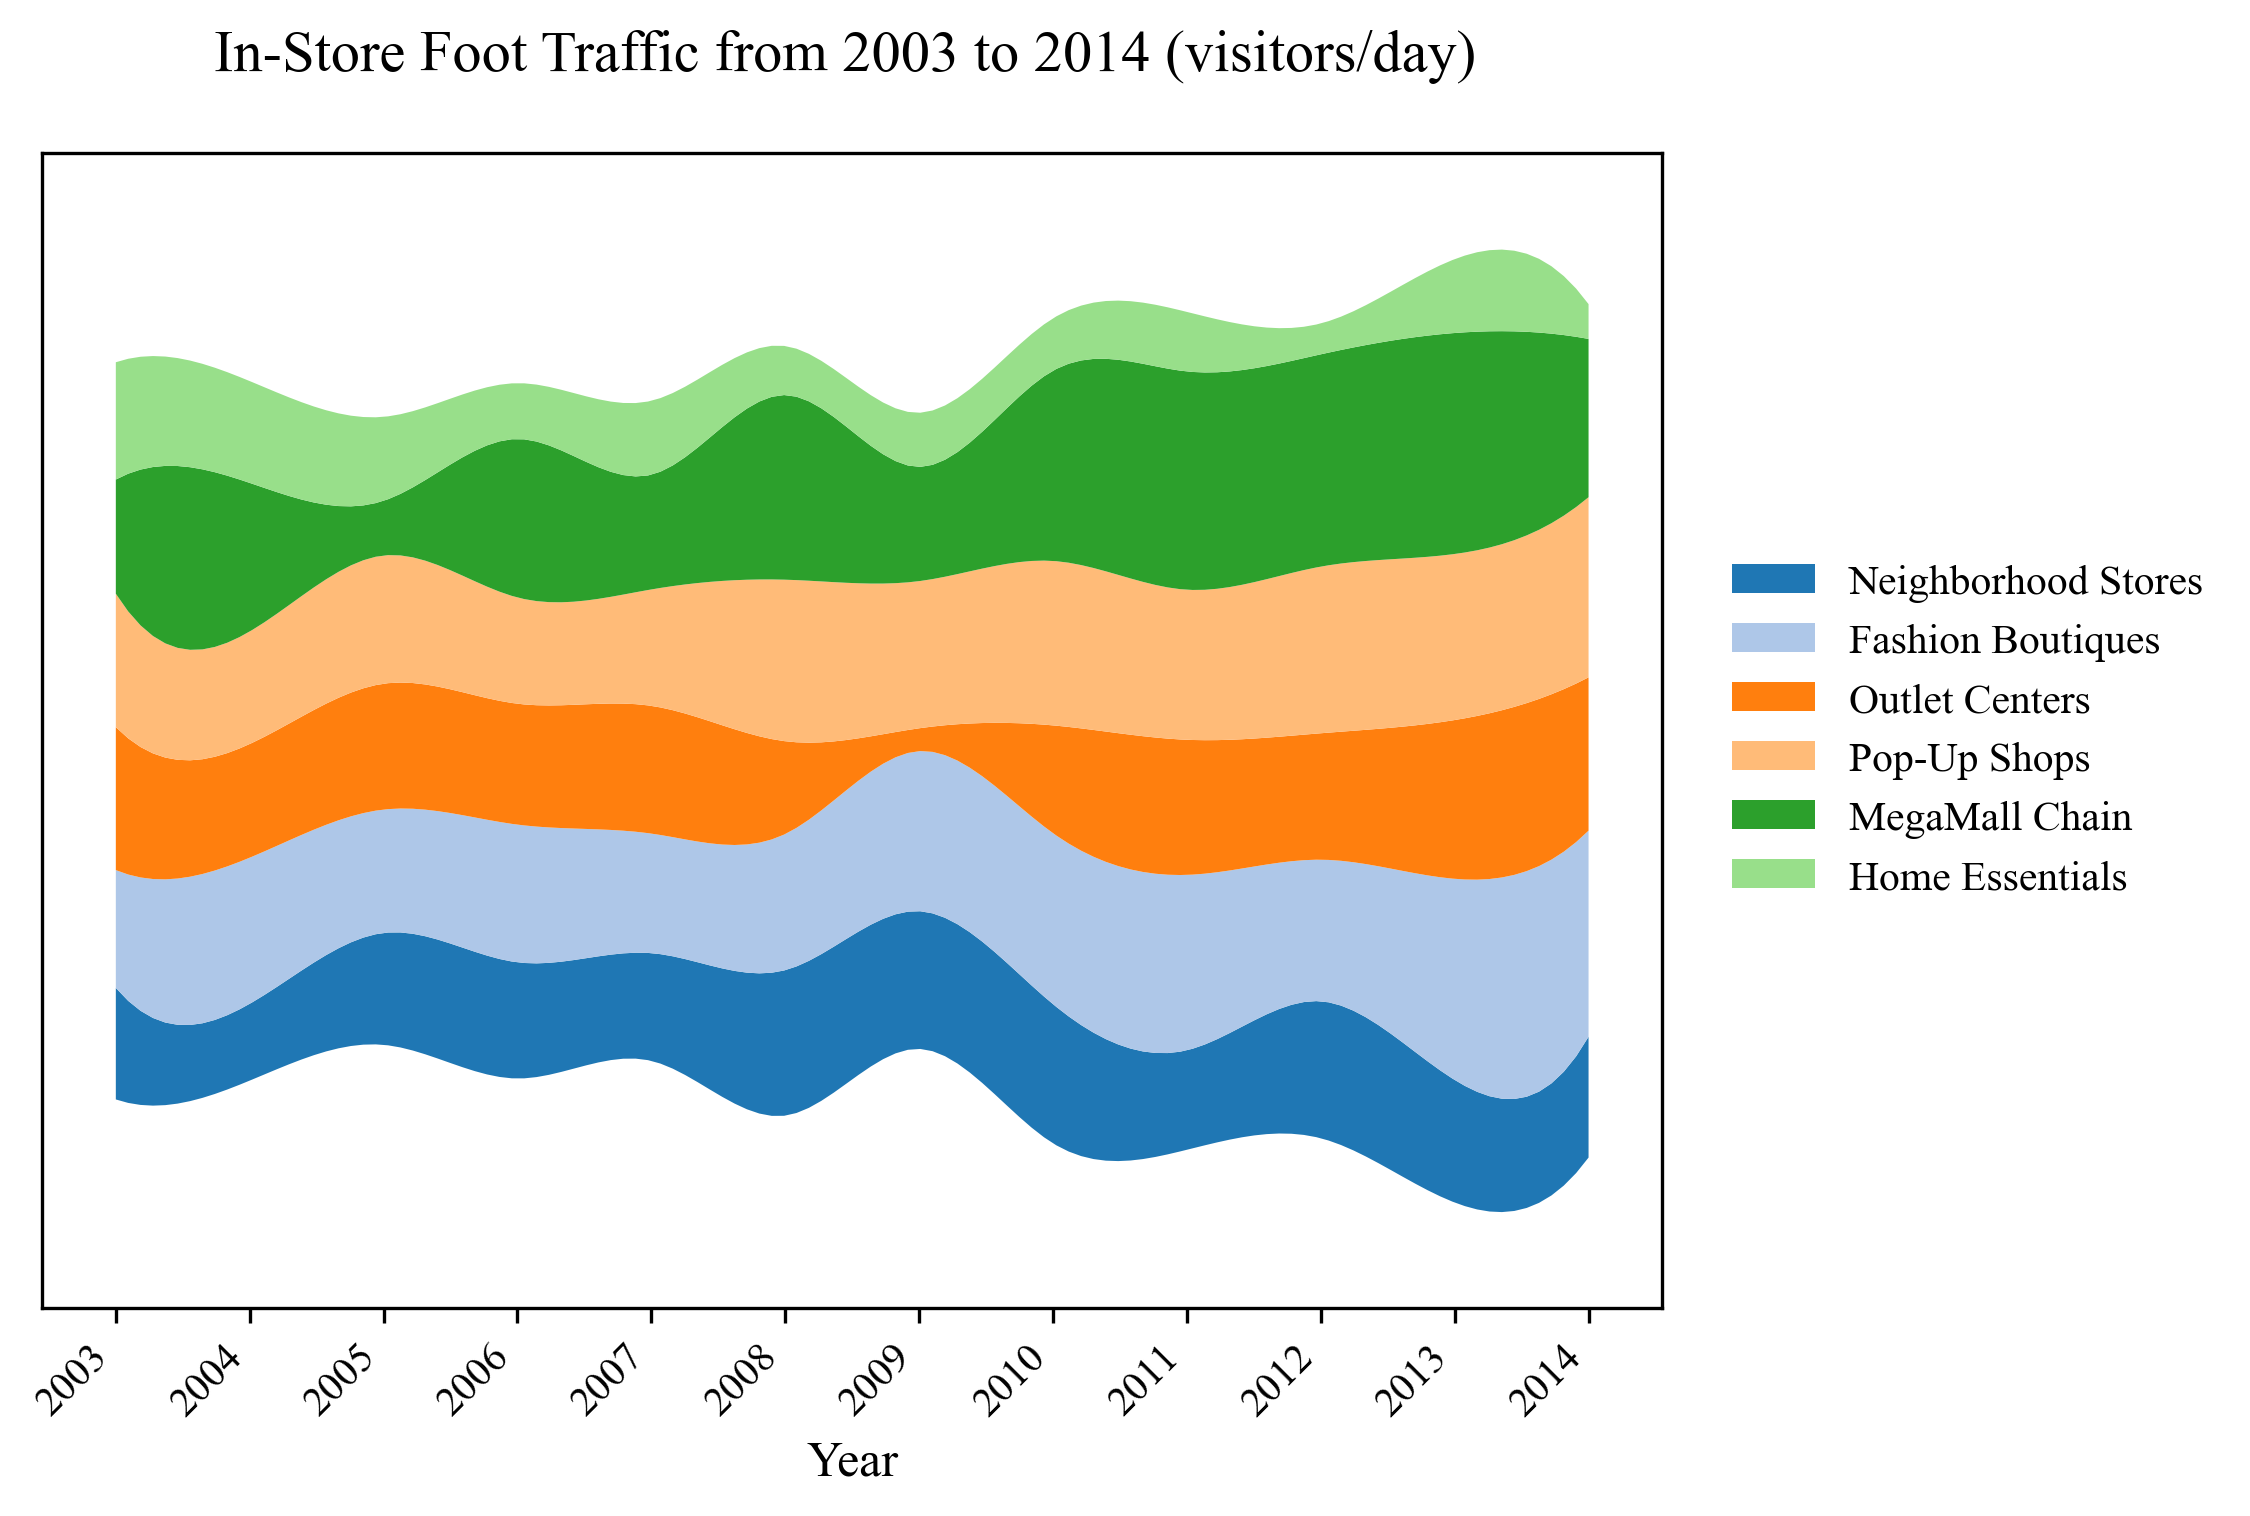 In-Store Foot Traffic from 2003 to 2014 (visitors/day)
Neighborhood Stores
Fashion Boutiques
Outlet Centers
Pop-Up Shops
MegaMall Chain
Home Essentials
2003
2004
2005
2006
2007
2008
2009
2010
2011
2012
2013
2014
Year